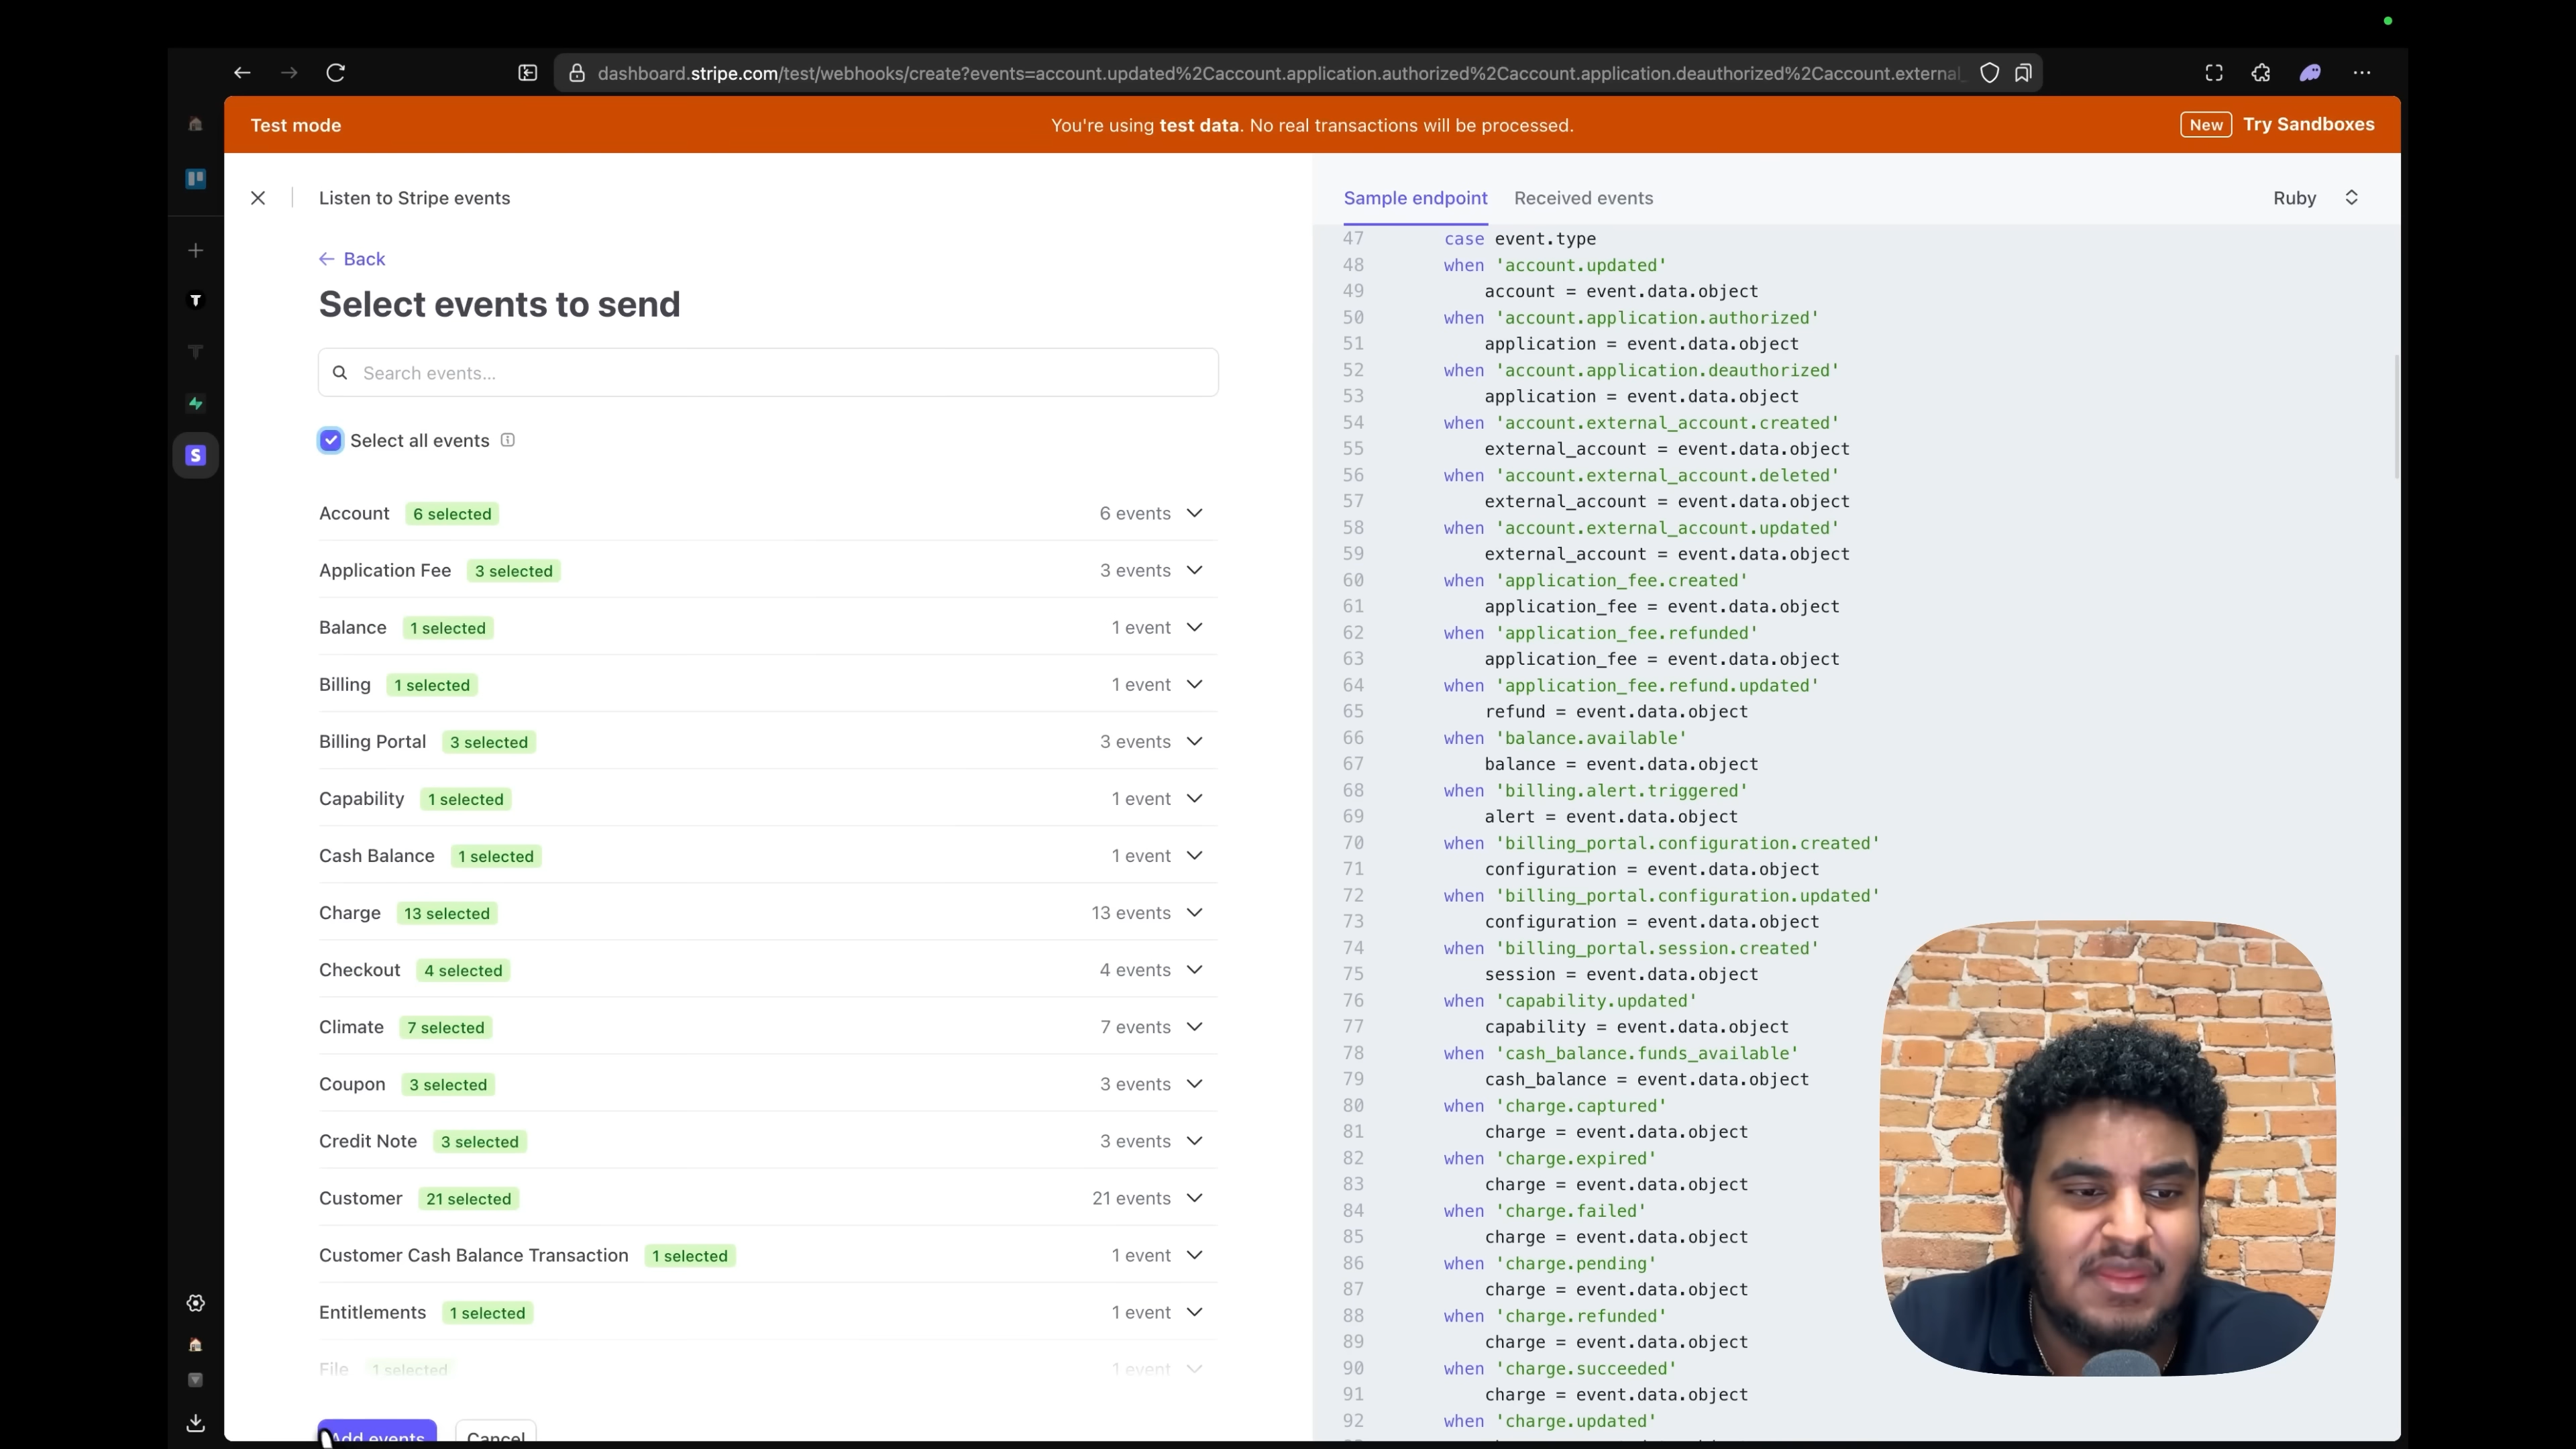 dashboard.stripe.com/test/webhooks/create?events=account.updated%2Caccount.application.authorized%2Caccount.application.deauthorized%2Caccount.external_
Test mode
You're using test data. No real transactions will be processed.
New Try Sandboxes
Listen to Stripe events
Back
Select events to send
Search events...
Select all events
Account 6 selected 6 events
Application Fee 3 selected 3 events
Balance 1 selected 1 event
Billing 1 selected 1 event
Billing Portal 3 selected 3 events
Capability 1 selected 1 event
Cash Balance 1 selected 1 event
Charge 13 selected 13 events
Checkout 4 selected 4 events
Climate 7 selected 7 events
Coupon 3 selected 3 events
Credit Note 3 selected 3 events
Customer 21 selected 21 events
Customer Cash Balance Transaction 1 selected 1 event
Entitlements 1 selected 1 event
File 1 selected 1 event
Add events Cancel
Sample endpoint Received events Ruby
47 case event.type
48 when 'account.updated'
49 account = event.data.object
50 when 'account.application.authorized'
51 application = event.data.object
52 when 'account.application.deauthorized'
53 application = event.data.object
54 when 'account.external_account.created'
55 external_account = event.data.object
56 when 'account.external_account.deleted'
57 external_account = event.data.object
58 when 'account.external_account.updated'
59 external_account = event.data.object
60 when 'application_fee.created'
61 application_fee = event.data.object
62 when 'application_fee.refunded'
63 application_fee = event.data.object
64 when 'application_fee.refund.updated'
65 refund = event.data.object
66 when 'balance.available'
67 balance = event.data.object
68 when 'billing.alert.triggered'
69 alert = event.data.object
70 when 'billing_portal.configuration.created'
71 configuration = event.data.object
72 when 'billing_portal.configuration.updated'
73 configuration = event.data.object
74 when 'billing_portal.session.created'
75 session = event.data.object
76 when 'capability.updated'
77 capability = event.data.object
78 when 'cash_balance.funds_available'
79 cash_balance = event.data.object
80 when 'charge.captured'
81 charge = event.data.object
82 when 'charge.expired'
83 charge = event.data.object
84 when 'charge.failed'
85 charge = event.data.object
86 when 'charge.pending'
87 charge = event.data.object
88 when 'charge.refunded'
89 charge = event.data.object
90 when 'charge.succeeded'
91 charge = event.data.object
92 when 'charge.updated'